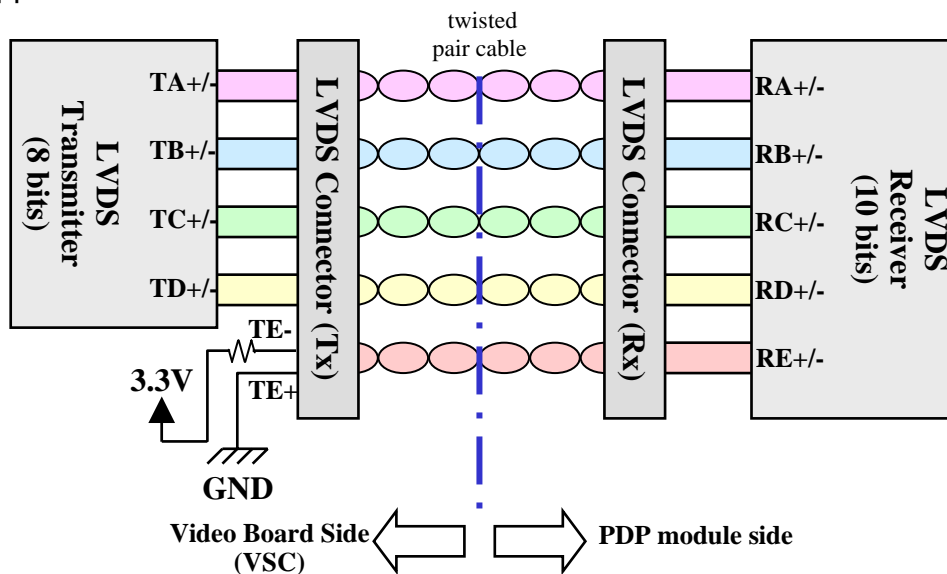 twisted
pair cable
LVDS
Transmitter
(8 bits)
TA+/-
TB+/-
TC+/-
TD+/-
TE-
TE+
3.3V
GND
LVDS Connector (Tx)
LVDS Connector (Rx)
RA+/-
RB+/-
RC+/-
RD+/-
RE+/-
LVDS
Receiver
(10 bits)
Video Board Side
(VSC)
PDP module side